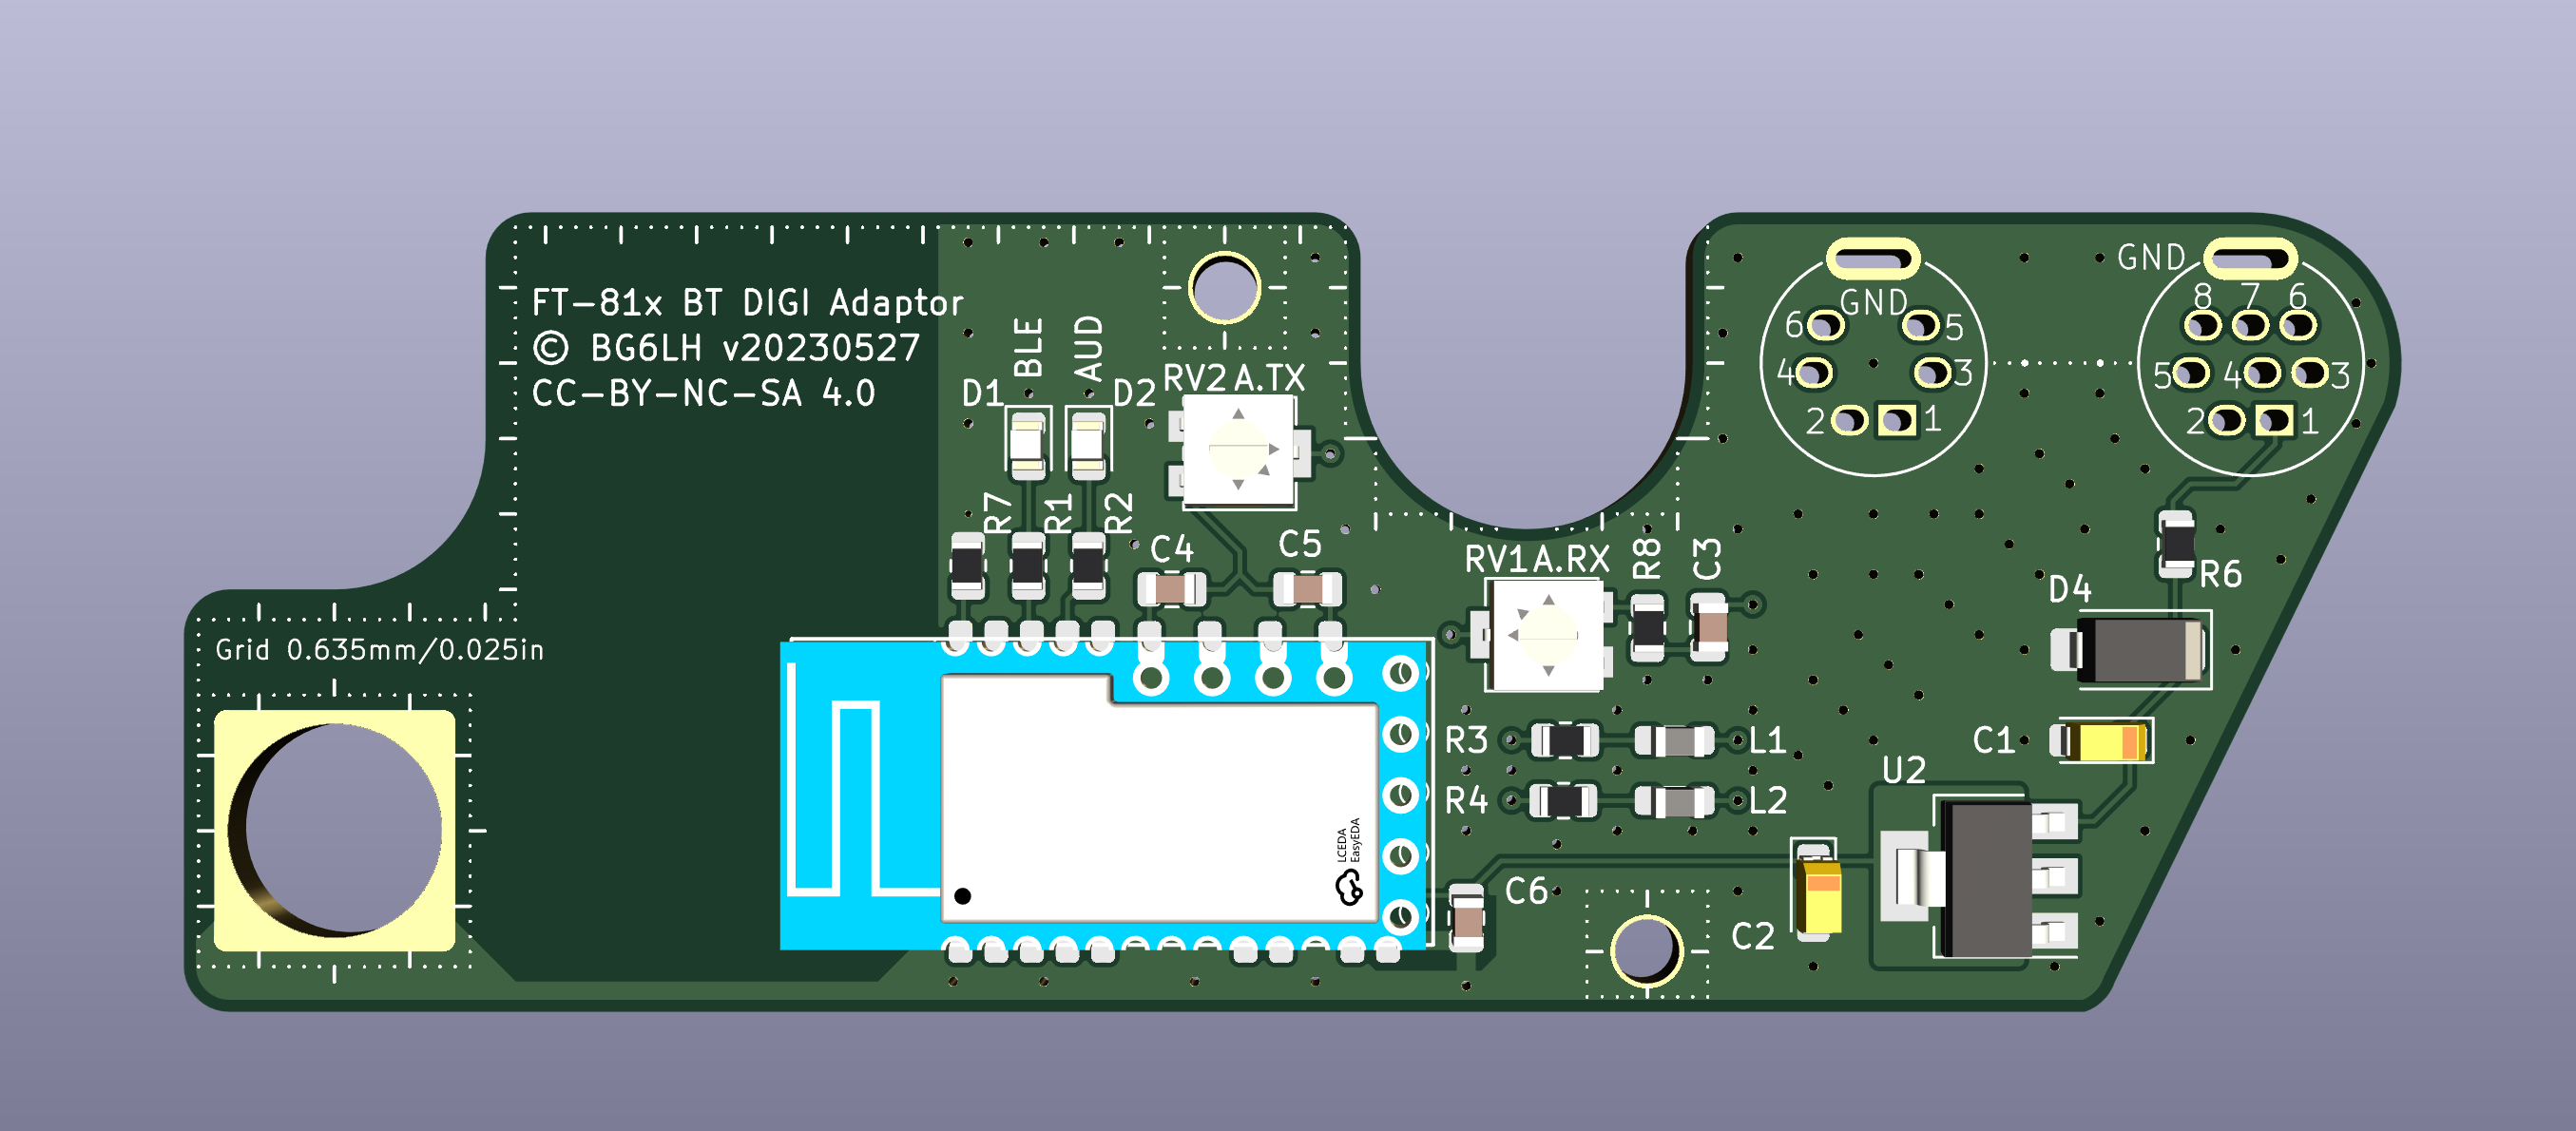 FT-81x BT DIGI Adaptor
© BG6LH v20230527
CC-BY-NC-SA 4.0
BLE
AUD
D1
D2
RV2 A.TX
R7
R1
R2
C4
C5
RV1 A.RX
R8
C3
GND
6
5
4
3
2
1
GND
8
7
6
5
4
3
2
1
R6
D4
Grid 0.635mm/0.025in
R3
L1
C1
R4
L2
U2
LCEDA
EasyEDA
C6
C2